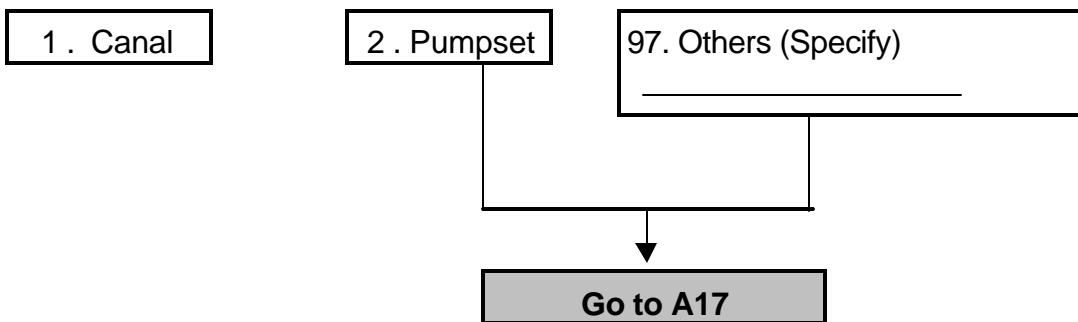 1 . Canal
2 . Pumpset
97. Others (Specify)
Go to A17